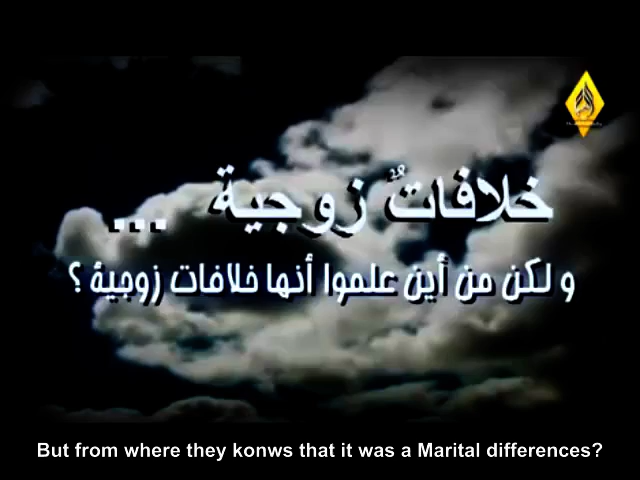 خلافاتٌ زوجية ...
و لكن من أين علموا أنها خلافات زوجية ؟
But from where they konws that it was a Marital differences?